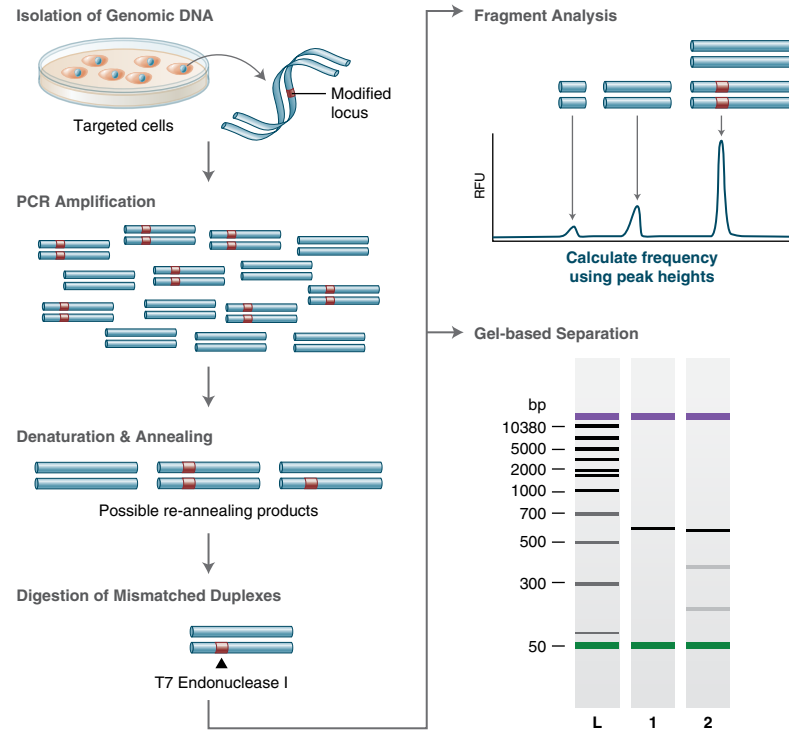 Isolation of Genomic DNA
Targeted cells
Modified
locus
PCR Amplification
Denaturation & Annealing
Possible re-annealing products
Digestion of Mismatched Duplexes
T7 Endonuclease I
Fragment Analysis
RFU
Calculate frequency
using peak heights
Gel-based Separation
bp
10380
5000
2000
1000
700
500
300
50
L 1 2